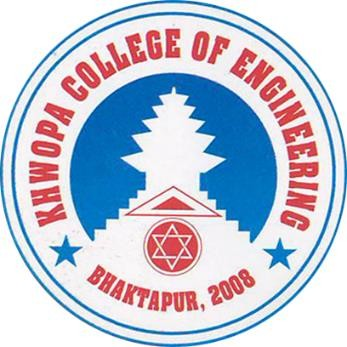 KHWOPA COLLEGE OF ENGINEERING
BHAKTAPUR, 2008